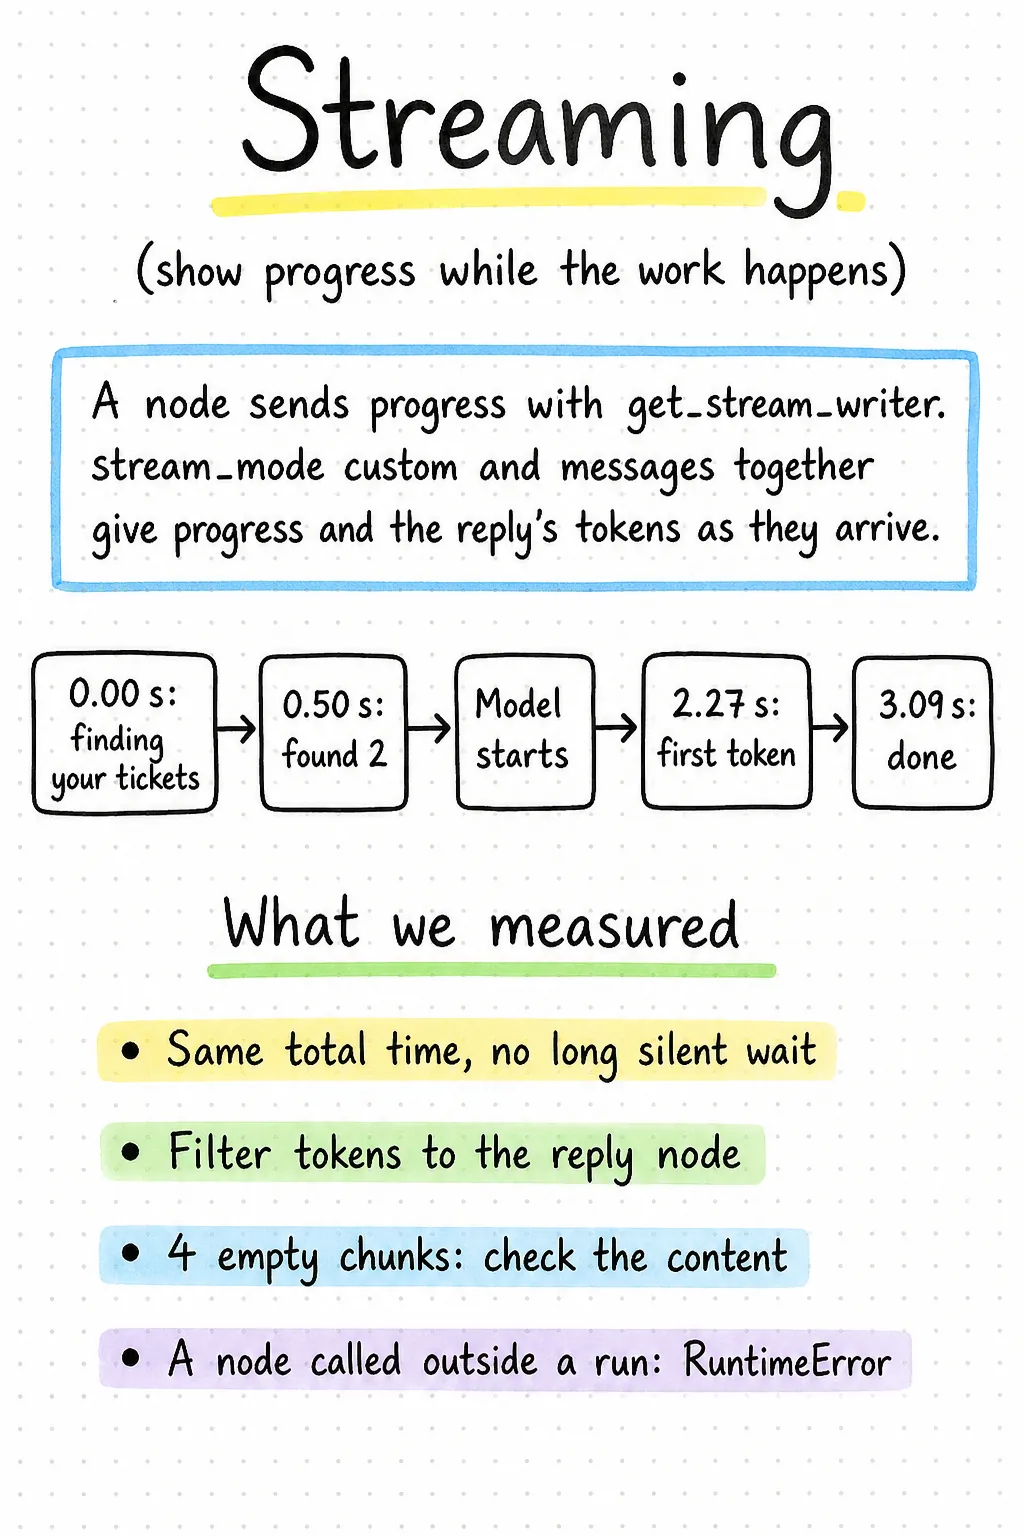 Streaming
(show progress while the work happens)
A node sends progress with get_stream_writer.
stream_mode custom and messages together
give progress and the reply's tokens as they arrive.
0.00 s:
finding
your tickets
0.50 s:
found 2
Model
starts
2.27 s:
first token
3.09 s:
done
What we measured
• Same total time, no long silent wait
• Filter tokens to the reply node
• 4 empty chunks: check the content
• A node called outside a run: RuntimeError